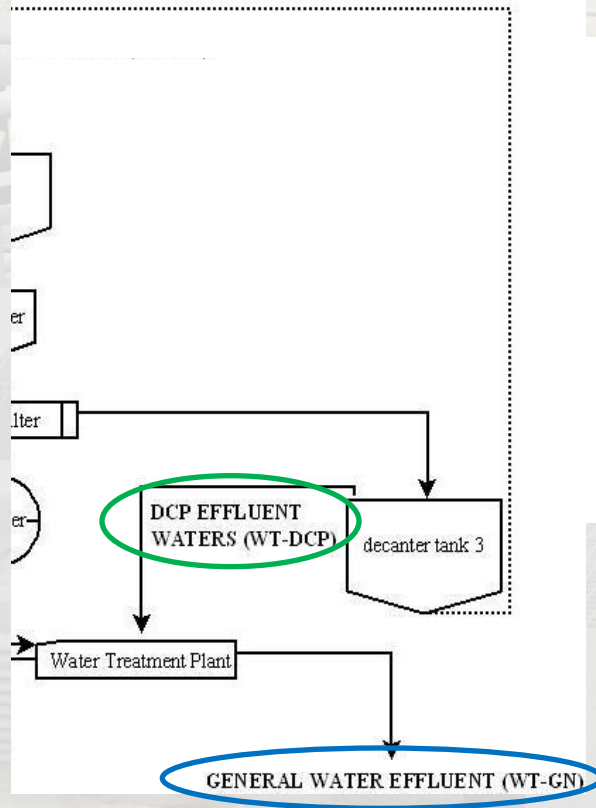 er
lter
er
DCP EFFLUENT
WATERS (WT-DCP)
decanter tank 3
Water Treatment Plant
GENERAL WATER EFFLUENT (WT-GN)